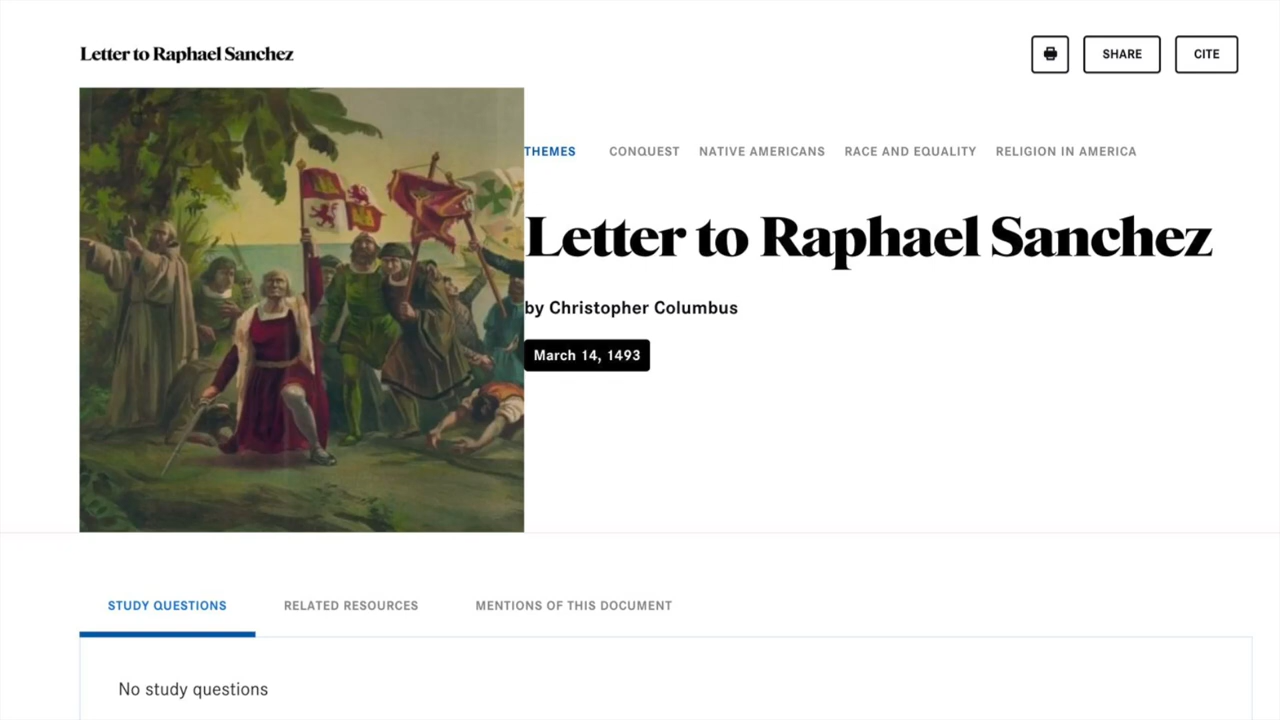 Letter to Raphael Sanchez
SHARE
CITE
THEMES CONQUEST NATIVE AMERICANS RACE AND EQUALITY RELIGION IN AMERICA
Letter to Raphael Sanchez
by Christopher Columbus
March 14, 1493
STUDY QUESTIONS RELATED RESOURCES MENTIONS OF THIS DOCUMENT
No study questions